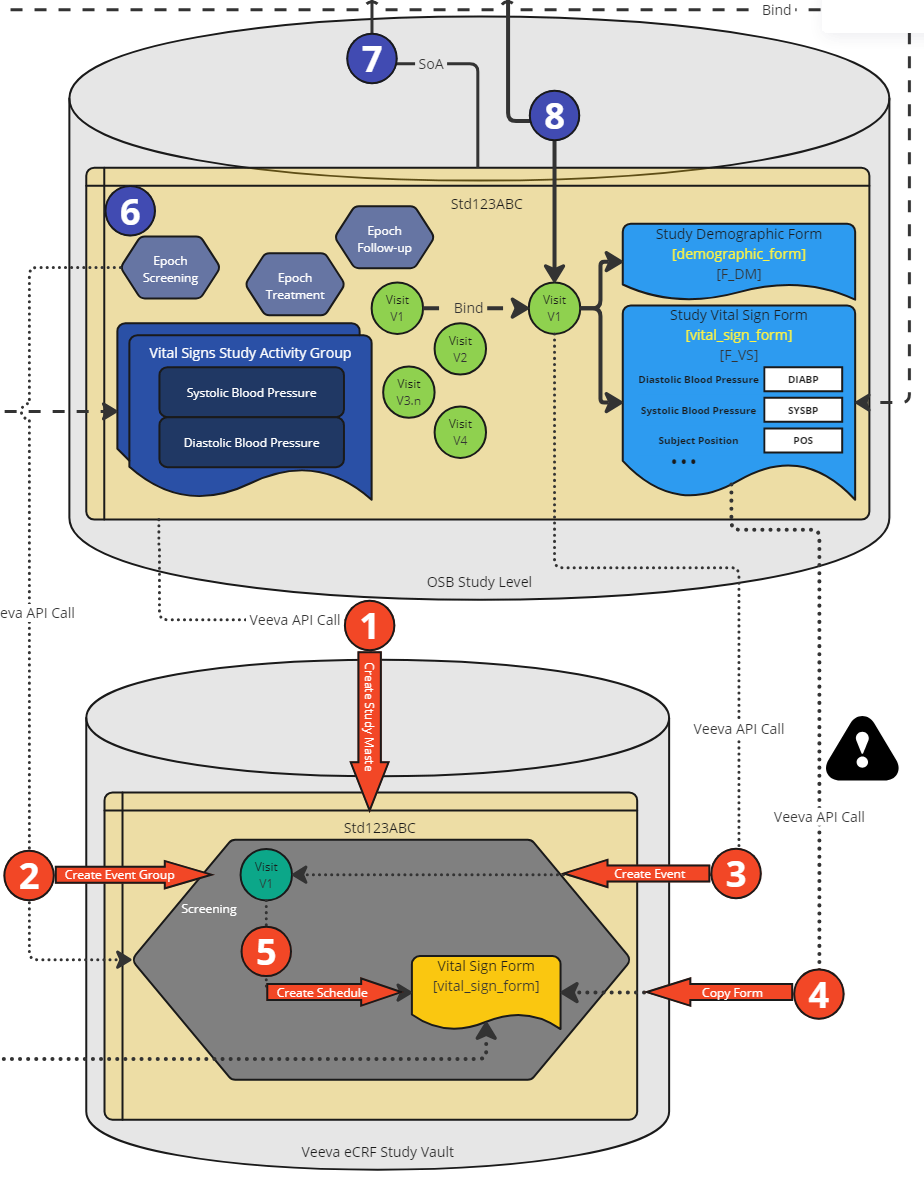 Bind
7
SoA
8
Std123ABC
6
Epoch
Screening
Epoch
Treatment
Epoch
Follow-up
Visit
V1
Bind
Visit
V1
Visit
V2
Visit
V3.n
Visit
V4
Study Demographic Form
[demographic_form]
[F_DM]
Study Vital Sign Form
[vital_sign_form]
[F_VS]
Diastolic Blood Pressure DIABP
Systolic Blood Pressure SYSBP
Subject Position POS
...
Vital Signs Study Activity Group
Systolic Blood Pressure
Diastolic Blood Pressure
OSB Study Level
eva API Call
Veeva API Call
1
Create Study Maste
Veeva API Call
!
Veeva API Call
Std123ABC
2
Create Event Group
Visit
V1
Create Event
3
Screening
5
Create Schedule
Vital Sign Form
[vital_sign_form]
Copy Form
4
Veeva eCRF Study Vault